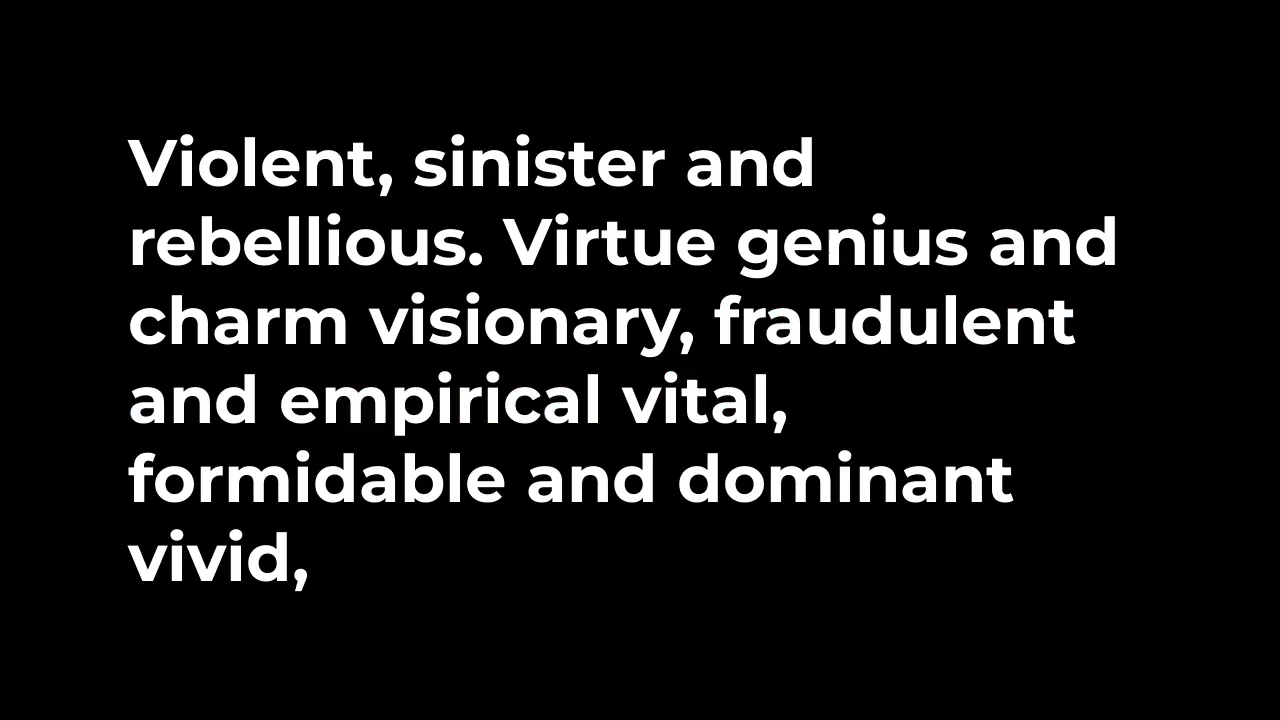 Violent, sinister and
rebellious. Virtue genius and
charm visionary, fraudulent
and empirical vital,
formidable and dominant
vivid,